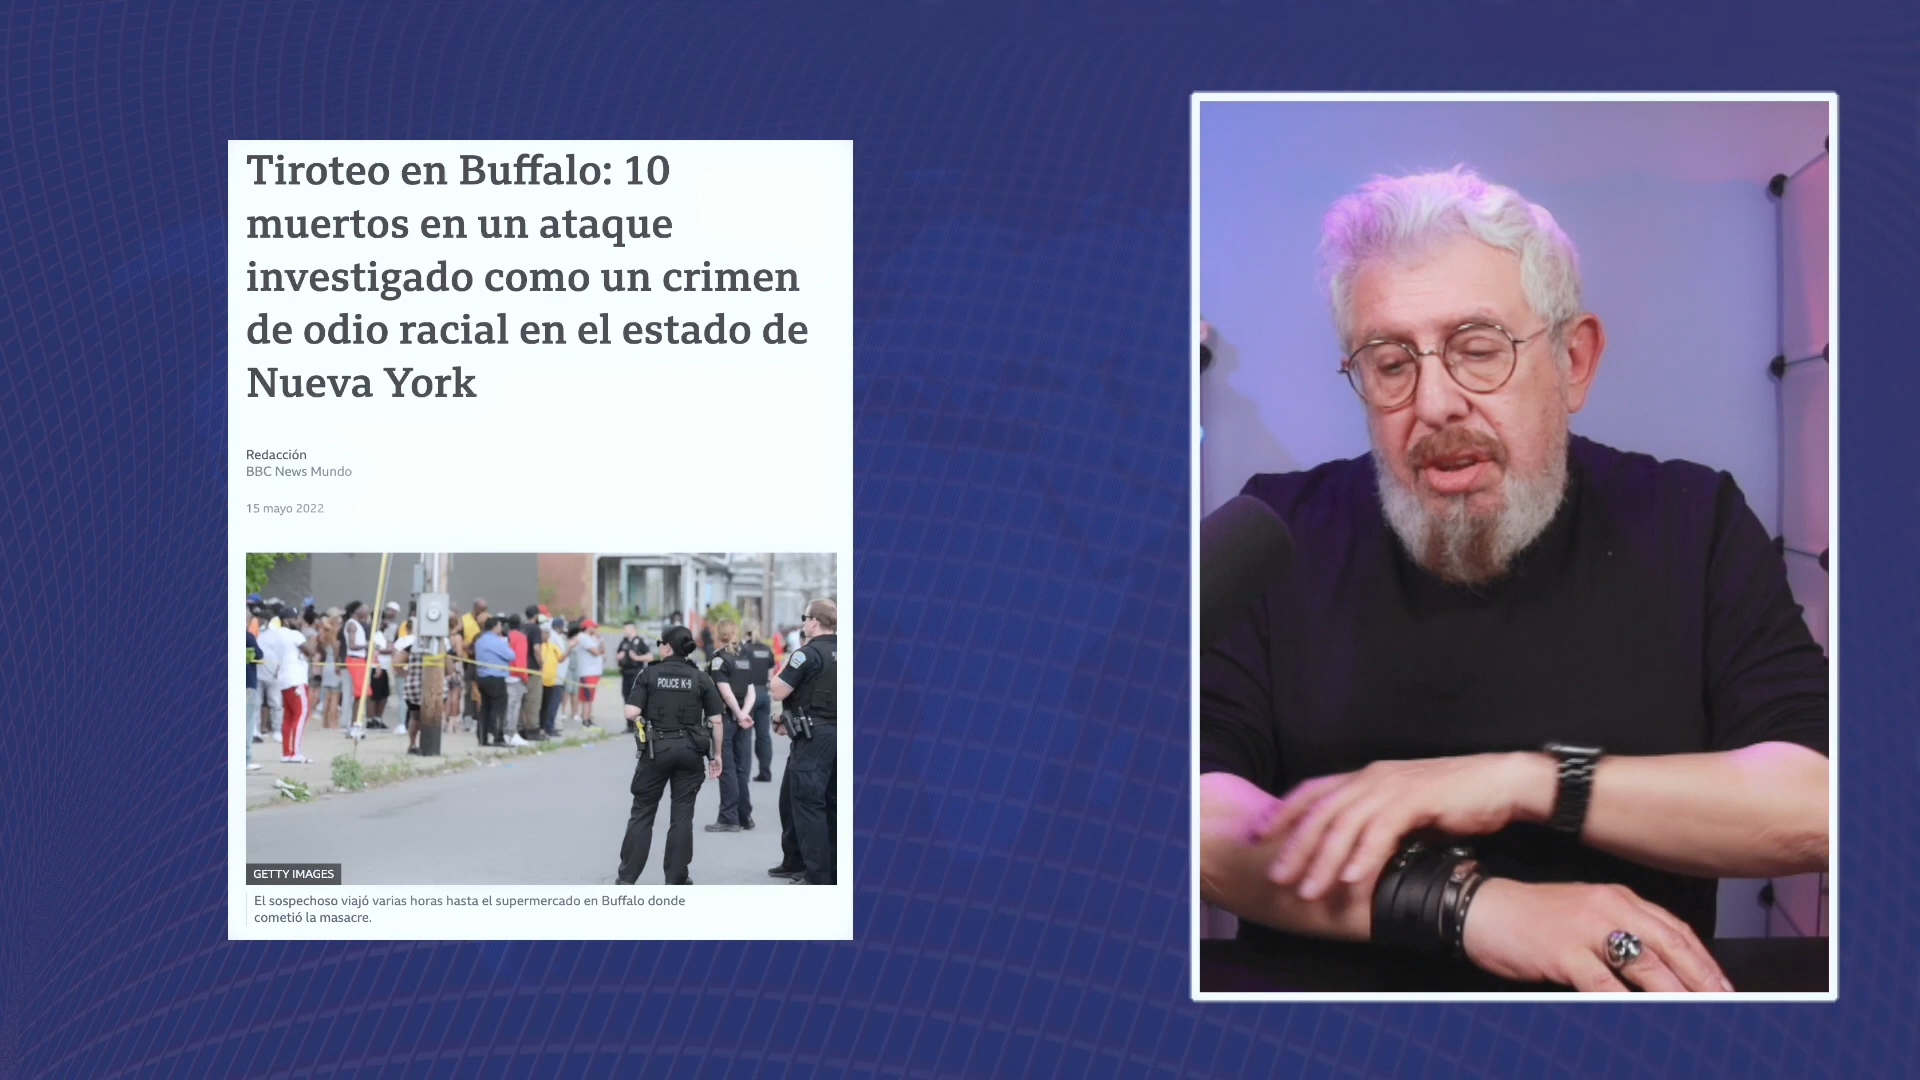 Tiroteo en Buffalo: 10
muertos en un ataque
investigado como un crimen
de odio racial en el estado de
Nueva York
Redacción
BBC News Mundo
15 mayo 2022
POLICE K-9
GETTY IMAGES
El sospechoso viajó varias horas hasta el supermercado en Buffalo donde
cometió la masacre.